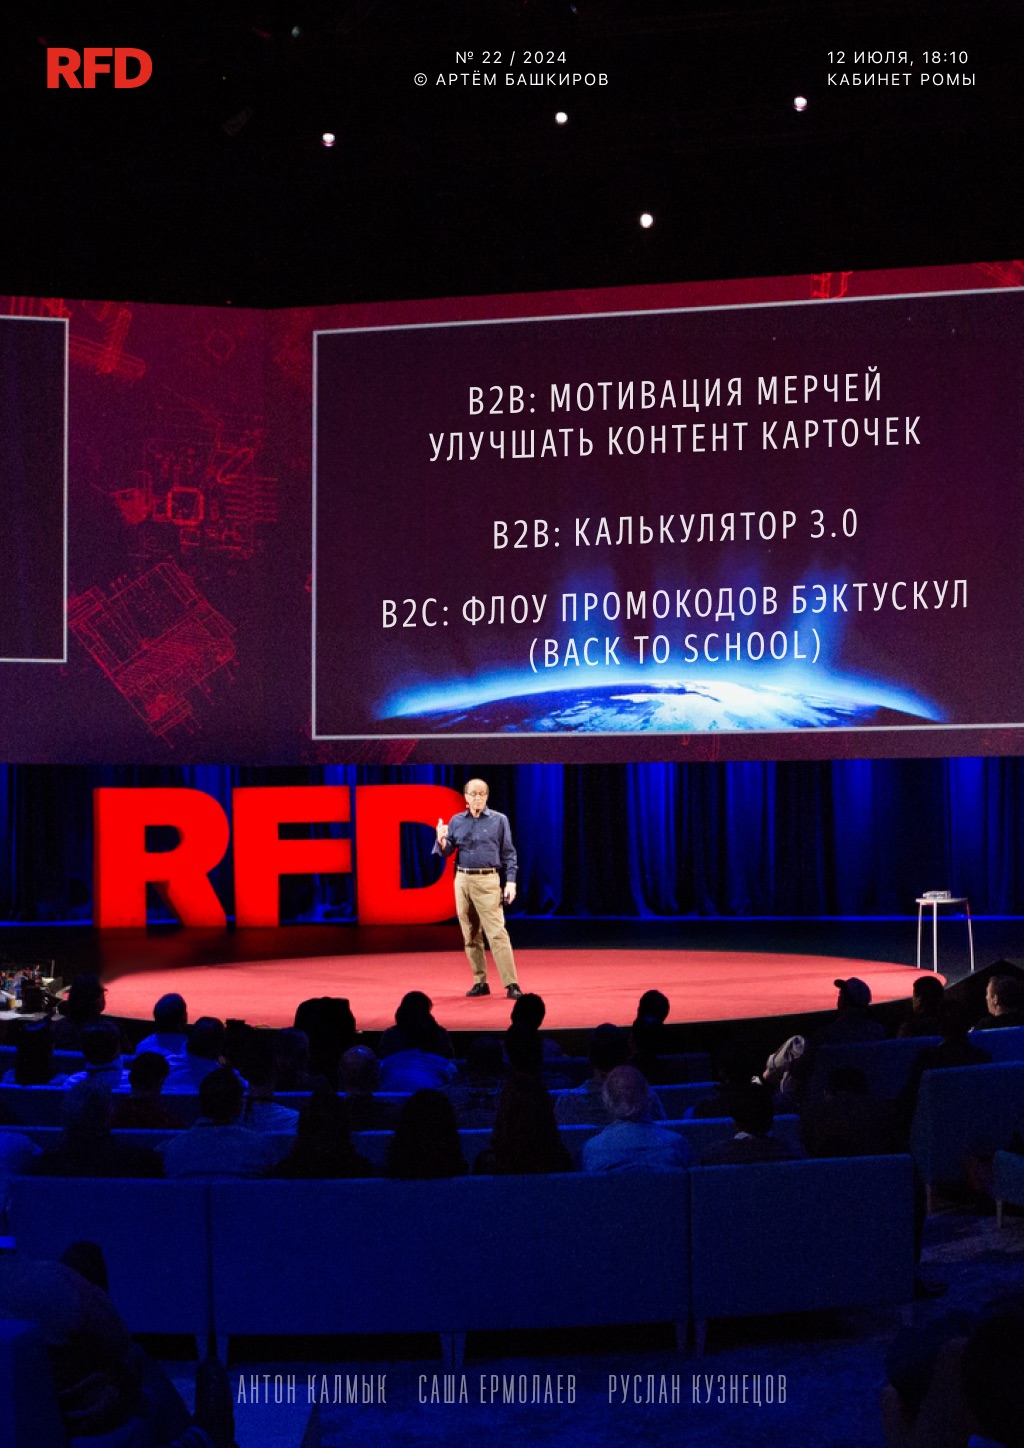 RFD
№ 22 / 2024
© АРТЁМ БАШКИРОВ
12 ИЮЛЯ, 18:10
КАБИНЕТ РОМЫ
B2B: МОТИВАЦИЯ МЕРЧЕЙ
УЛУЧШАТЬ КОНТЕНТ КАРТОЧЕК
B2B: КАЛЬКУЛЯТОР 3.0
B2C: ФЛОУ ПРОМОКОДОВ БЭКТУСКУЛ
(BACK TO SCHOOL)
RFD
АНТОН КАЛМЫК САША ЕРМОЛАЕВ РУСЛАН КУЗНЕЦОВ